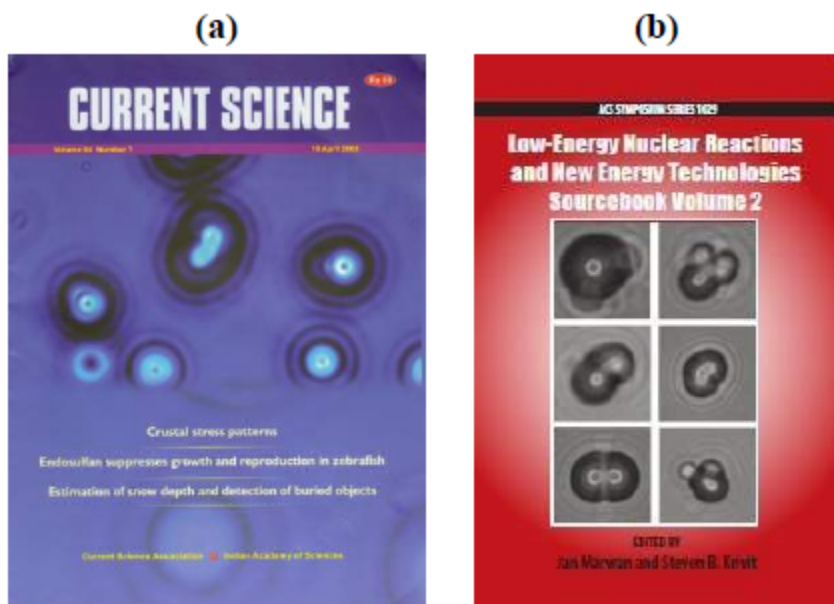 (a)
(b)
CURRENT SCIENCE
Crustal stress patterns
Endosulfan suppresses growth and reproduction in zebrafish
Estimation of snow depth and detection of buried objects
Current Science Association
Indian Academy of Sciences
ACS SYMPOSIUM SERIES 1029
Low-Energy Nuclear Reactions
and New Energy Technologies
Sourcebook Volume 2
EDITED BY
Jan Marwan and Steven B. Krivit